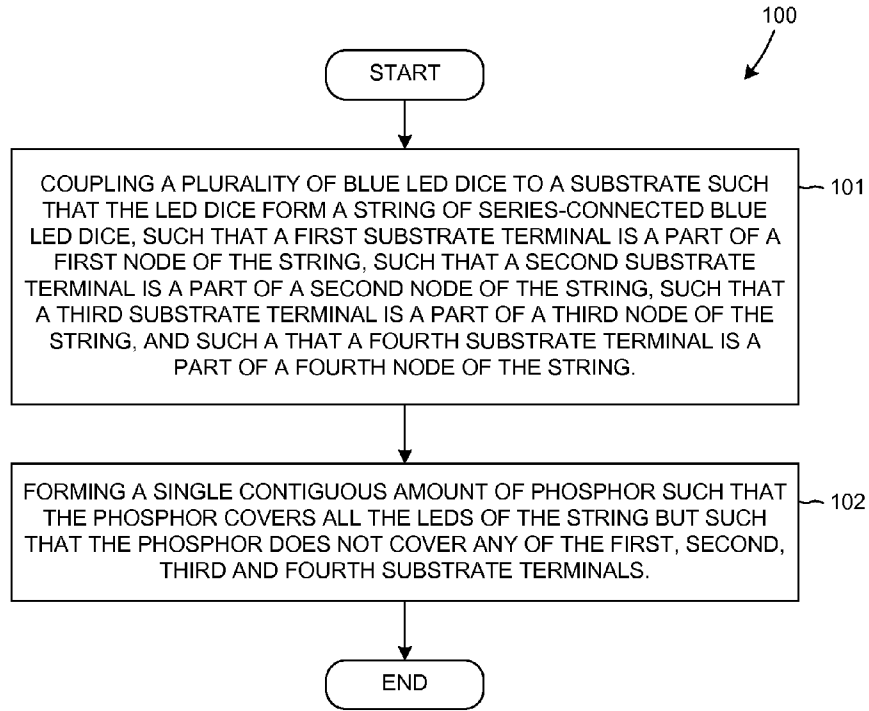 100
START
COUPLING A PLURALITY OF BLUE LED DICE TO A SUBSTRATE SUCH
THAT THE LED DICE FORM A STRING OF SERIES-CONNECTED BLUE
LED DICE, SUCH THAT A FIRST SUBSTRATE TERMINAL IS A PART OF A
FIRST NODE OF THE STRING, SUCH THAT A SECOND SUBSTRATE
TERMINAL IS A PART OF A SECOND NODE OF THE STRING, SUCH THAT
A THIRD SUBSTRATE TERMINAL IS A PART OF A THIRD NODE OF THE
STRING, AND SUCH A THAT A FOURTH SUBSTRATE TERMINAL IS A
PART OF A FOURTH NODE OF THE STRING.
101
FORMING A SINGLE CONTIGUOUS AMOUNT OF PHOSPHOR SUCH THAT
THE PHOSPHOR COVERS ALL THE LEDS OF THE STRING BUT SUCH
THAT THE PHOSPHOR DOES NOT COVER ANY OF THE FIRST, SECOND,
THIRD AND FOURTH SUBSTRATE TERMINALS.
102
END